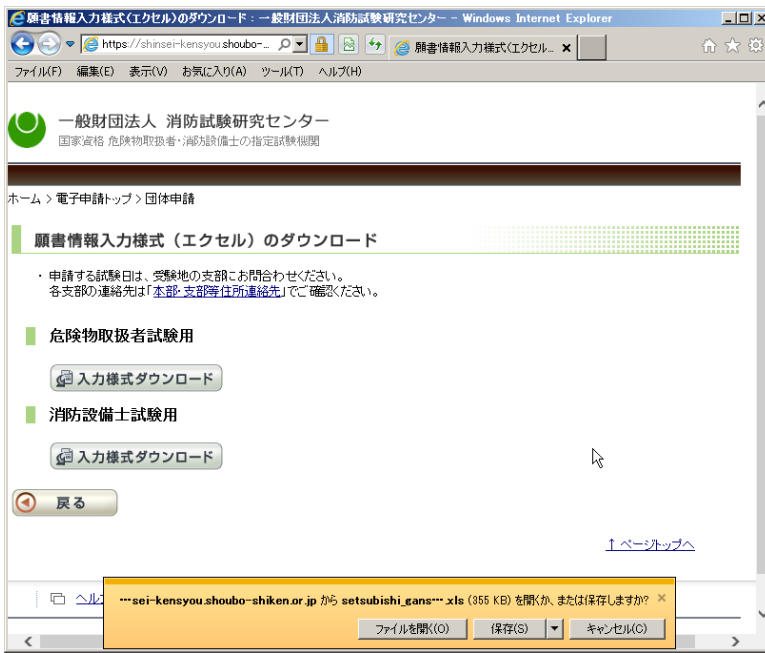 願書情報入力様式(エクセル)のダウンロード : 一般財団法人消防試験研究センター - Windows Internet Explorer
https://shinsei-kensyou.shoubo-...
願書情報入力様式(エクセル...
ファイル(F) 編集(E) 表示(V) お気に入り(A) ツール(T) ヘルプ(H)
一般財団法人 消防試験研究センター
国家資格 危険物取扱者・消防設備士の指定試験機関
ホーム > 電子申請トップ > 団体申請
願書情報入力様式（エクセル）のダウンロード
・ 申請する試験日は、受験地の支部にお問合わせください。
各支部の連絡先は「本部・支部等住所連絡先」でご確認ください。
危険物取扱者試験用
入力様式ダウンロード
消防設備士試験用
入力様式ダウンロード
戻る
↑ ページトップへ
ヘル
...sei-kensyou.shoubo-shiken.or.jp から setsubishi_gans....xls (355 KB) を開くか、または保存しますか?
ファイルを開く(O) 保存(S) キャンセル(C)